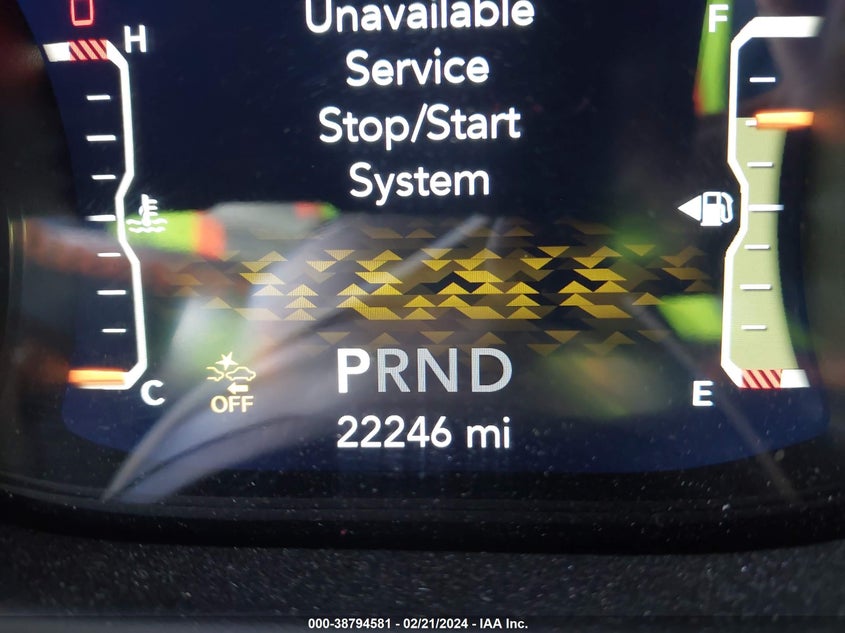 Unavailable
F
H
Service
Stop/Start
System
PRND
C
E
OFF
22246 mi
000-38794581 - 02/21/2024 - IAA Inc.